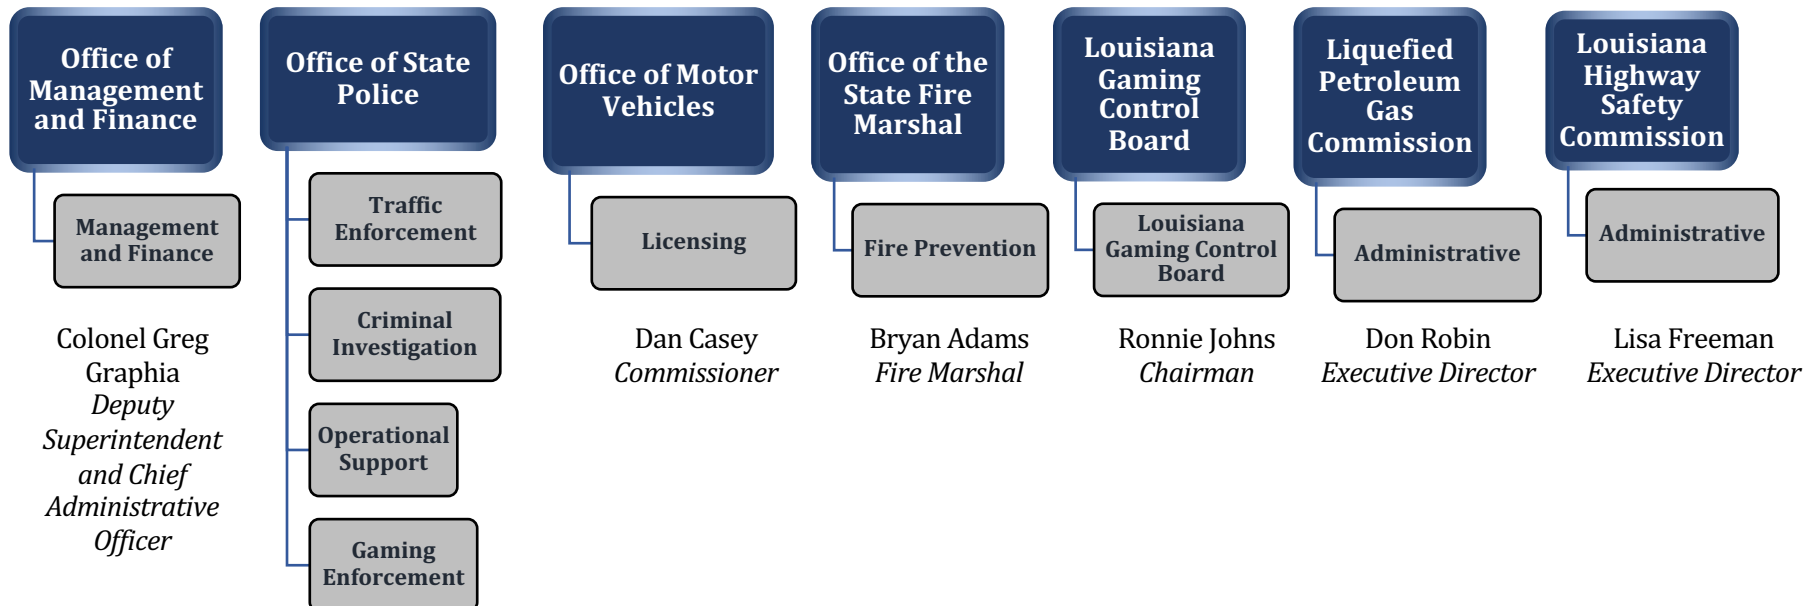 Office of
Management
and Finance
Management
and Finance
Colonel Greg
Graphia
Deputy
Superintendent
and Chief
Administrative
Officer
Office of State
Police
Traffic
Enforcement
Criminal
Investigation
Operational
Support
Gaming
Enforcement
Office of Motor
Vehicles
Licensing
Dan Casey
Commissioner
Office of the
State Fire
Marshal
Fire Prevention
Bryan Adams
Fire Marshal
Louisiana
Gaming
Control
Board
Louisiana
Gaming Control
Board
Ronnie Johns
Chairman
Liquefied
Petroleum
Gas
Commission
Administrative
Don Robin
Executive Director
Louisiana
Highway
Safety
Commission
Administrative
Lisa Freeman
Executive Director